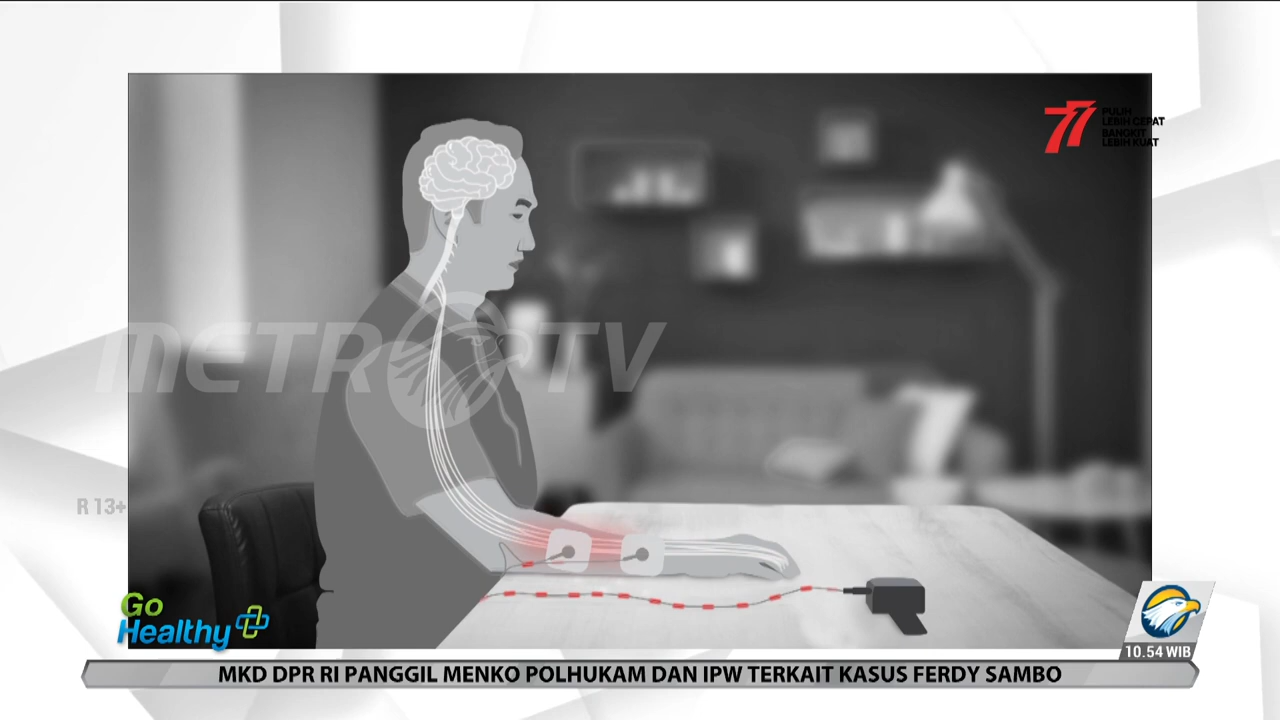 77
PULIH
LEBIH CEPAT
BANGKIT
LEBIH KUAT
METRO TV
R 13+
Go
Healthy
10.54 WIB
MKD DPR RI PANGGIL MENKO POLHUKAM DAN IPW TERKAIT KASUS FERDY SAMBO